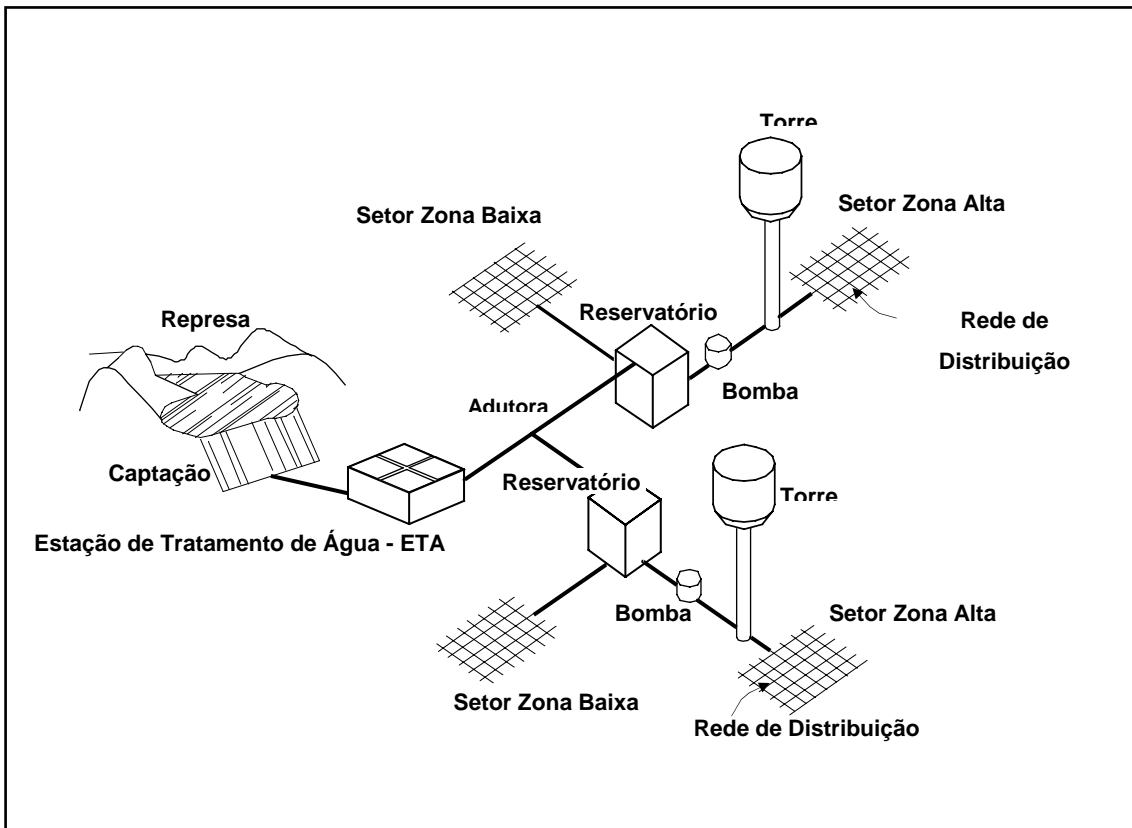 Torre
Setor Zona Baixa
Setor Zona Alta
Represa
Reservatório
Rede de
Distribuição
Bomba
Adutora
Captação
Reservatório
Torre
Estação de Tratamento de Água - ETA
Bomba
Setor Zona Alta
Setor Zona Baixa
Rede de Distribuição